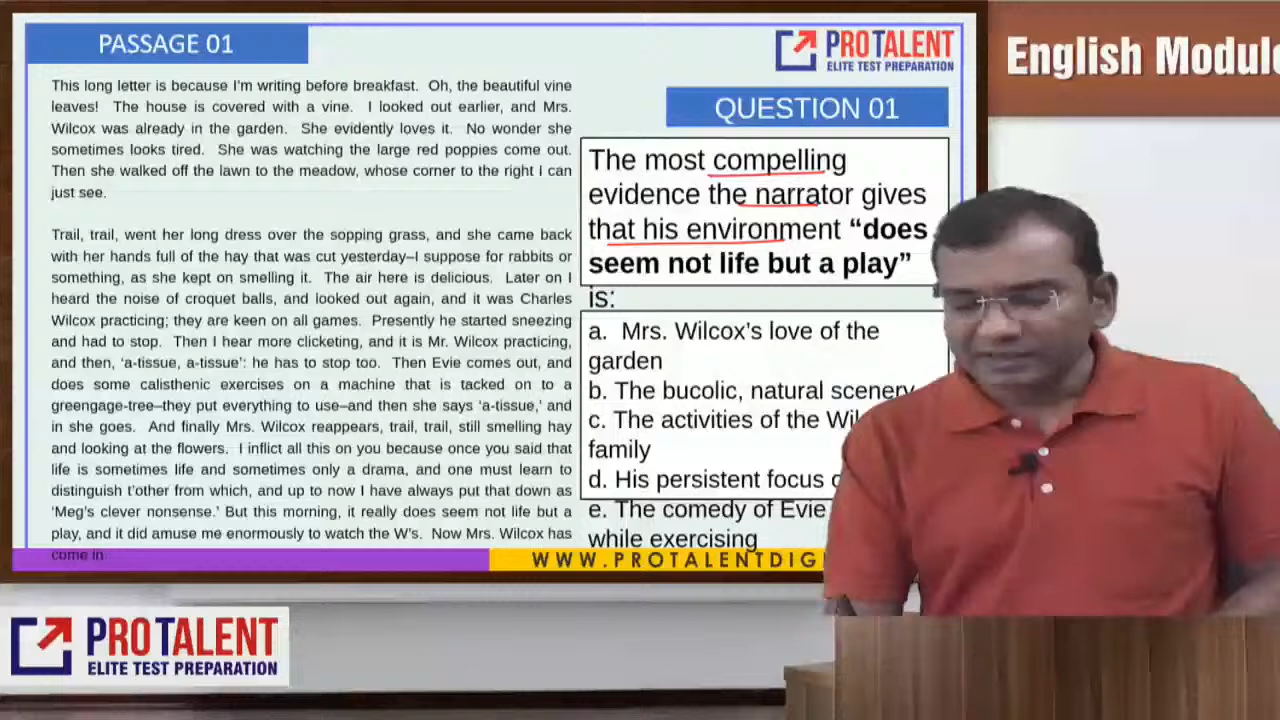 PASSAGE 01
This long letter is because I'm writing before breakfast. Oh, the beautiful vine
leaves! The house is covered with a vine. I looked out earlier, and Mrs.
Wilcox was already in the garden. She evidently loves it. No wonder she
sometimes looks tired. She was watching the large red poppies come out.
Then she walked off the lawn to the meadow, whose corner to the right I can
just see.
Trail, trail, went her long dress over the sopping grass, and she came back
with her hands full of the hay that was cut yesterday–I suppose for rabbits or
something, as she kept on smelling it. The air here is delicious. Later on I
heard the noise of croquet balls, and looked out again, and it was Charles
Wilcox practicing; they are keen on all games. Presently he started sneezing
and had to stop. Then I hear more clicketing, and it is Mr. Wilcox practicing,
and then, 'a-tissue, a-tissue': he has to stop too. Then Evie comes out, and
does some calisthenic exercises on a machine that is tacked on to a
greengage-tree–they put everything to use–and then she says 'a-tissue,' and
in she goes. And finally Mrs. Wilcox reappears, trail, trail, still smelling hay
and looking at the flowers. I inflict all this on you because once you said that
life is sometimes life and sometimes only a drama, and one must learn to
distinguish t'other from which, and up to now I have always put that down as
'Meg's clever nonsense.' But this morning, it really does seem not life but a
play, and it did amuse me enormously to watch the W's. Now Mrs. Wilcox has
come in
PROTALENT
ELITE TEST PREPARATION
QUESTION 01
The most compelling
evidence the narrator gives
that his environment “does
seem not life but a play”
is:
a. Mrs. Wilcox's love of the
garden
b. The bucolic, natural scenery
c. The activities of the Wil
family
d. His persistent focus
e. The comedy of Evie
while exercising
WWW.PROTALENTDIG
English Module
PROTALENT
ELITE TEST PREPARATION